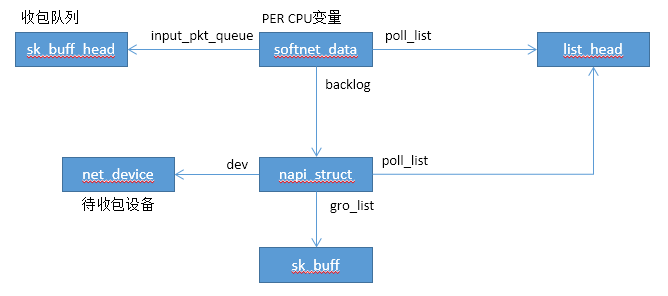 收包队列
PER CPU变量
sk_buff_head
input_pkt_queue
softnet_data
poll_list
list_head
backlog
net_device
dev
napi_struct
poll_list
待收包设备
gro_list
sk_buff